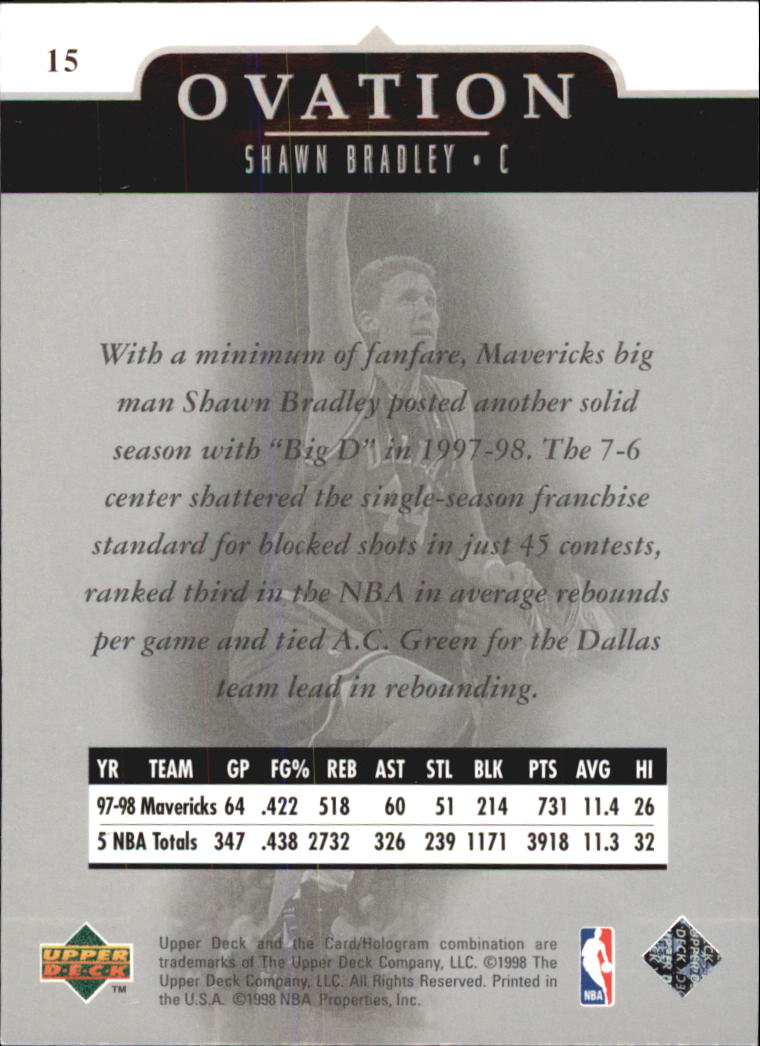 15
OVATION
SHAWN BRADLEY • C
With a minimum of fanfare, Mavericks big
man Shawn Bradley posted another solid
season with “Big D” in 1997-98. The 7-6
center shattered the single-season franchise
standard for blocked shots in just 45 contests,
ranked third in the NBA in average rebounds
per game and tied A.C. Green for the Dallas
team lead in rebounding.
YR TEAM GP FG% REB AST STL BLK PTS AVG HI
97-98 Mavericks 64 .422 518 60 51 214 731 11.4 26
5 NBA Totals 347 .438 2732 326 239 1171 3918 11.3 32
UPPER
DECK
TM
Upper Deck and the Card/Hologram combination are
trademarks of The Upper Deck Company, LLC. ©1998 The
Upper Deck Company, LLC. All Rights Reserved. Printed in
the U.S.A. ©1998 NBA Properties, Inc.
NBA